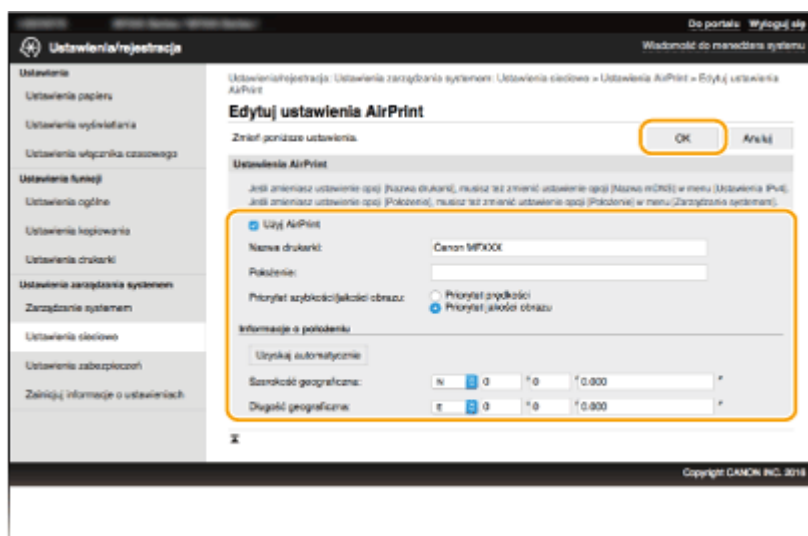 Do portalu Wyloguj się
Ustawienia/rejestracja
Wiadomość do menedżera systemu
Ustawienia
Ustawienia papieru
Ustawienia wyświetlania
Ustawienia włącznika czasowego
Ustawienia funkcji
Ustawienia ogólne
Ustawienia kopiowania
Ustawienia drukarki
Ustawienia zarządzania systemem
Zarządzanie systemem
Ustawienia sieciowe
Ustawienia zabezpieczeń
Zainicjuj informacje o ustawieniach
Ustawienia/rejestracja: Ustawienia zarządzania systemem: Ustawienia sieciowe > Ustawienia AirPrint > Edytuj ustawienia
AirPrint
Edytuj ustawienia AirPrint
Zmień poniższe ustawienia.
OK Anuluj
Ustawienia AirPrint
Jeśli zmieniasz ustawienie opcji [Nazwa drukarki], musisz też zmienić ustawienie opcji [Nazwa mDNS] w menu [Ustawienia IPv4].
Jeśli zmieniasz ustawienie opcji [Położenie], musisz też zmienić ustawienie opcji [Położenie] w menu [Zarządzanie systemem].
Użyj AirPrint
Nazwa drukarki: Canon MFXXX
Położenie:
Priorytet szybkości/jakości obrazu: Priorytet prędkości
Priorytet jakości obrazu
Informacje o położeniu
Uzyskaj automatycznie
Szerokość geograficzna: N 0 ° 0 ' 0.000 "
Długość geograficzna: E 0 ° 0 ' 0.000 "
Copyright CANON INC. 2016